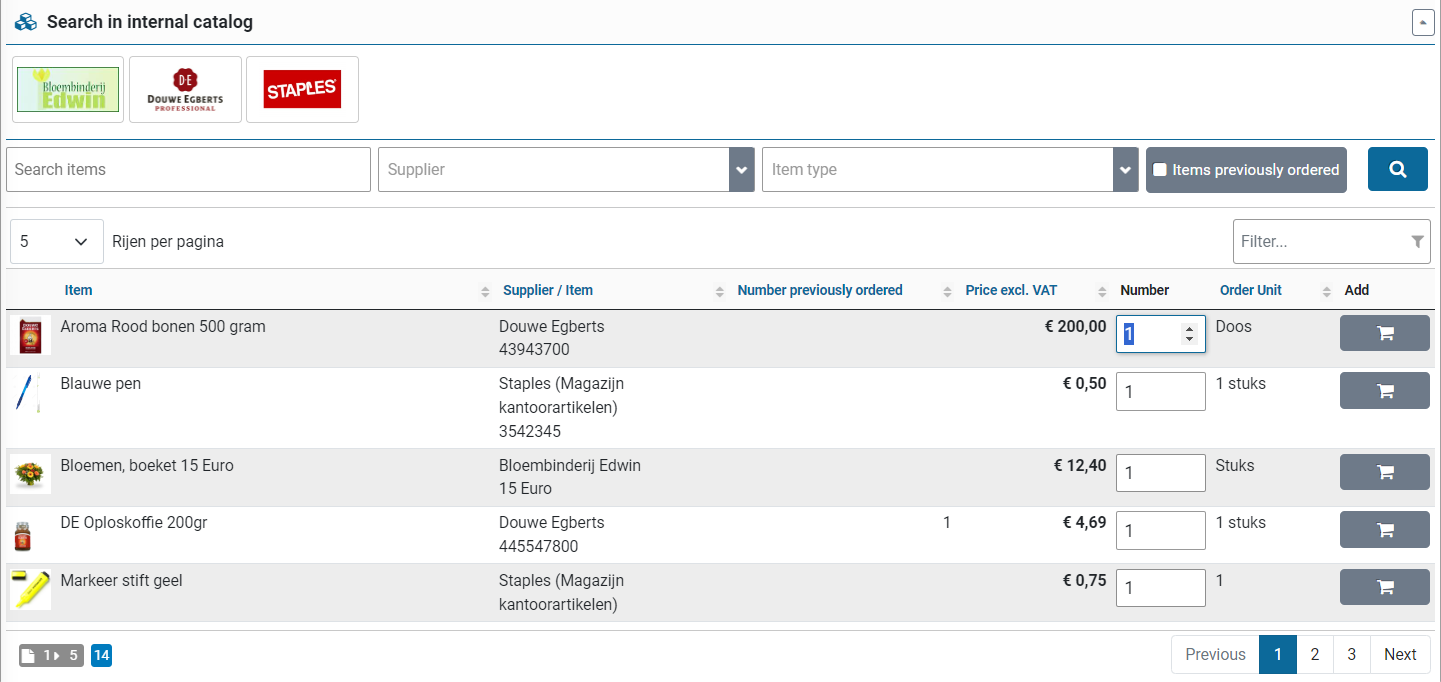 Search in internal catalog
Bloembinderij
Edwin
D·E
DOUWE EGBERTS
PROFESSIONAL
STAPLES
Search items
Supplier
Item type
Items previously ordered
5
Rijen per pagina
Filter...
Item Supplier / Item Number previously ordered Price excl. VAT Number Order Unit Add
Aroma Rood bonen 500 gram Douwe Egberts € 200,00 1 Doos
43943700
Blauwe pen Staples (Magazijn € 0,50 1 1 stuks
kantoorartikelen)
3542345
Bloemen, boeket 15 Euro Bloembinderij Edwin € 12,40 1 Stuks
15 Euro
DE Oploskoffie 200gr Douwe Egberts 1 € 4,69 1 1 stuks
445547800
Markeer stift geel Staples (Magazijn € 0,75 1 1
kantoorartikelen)
1 5 14
Previous 1 2 3 Next